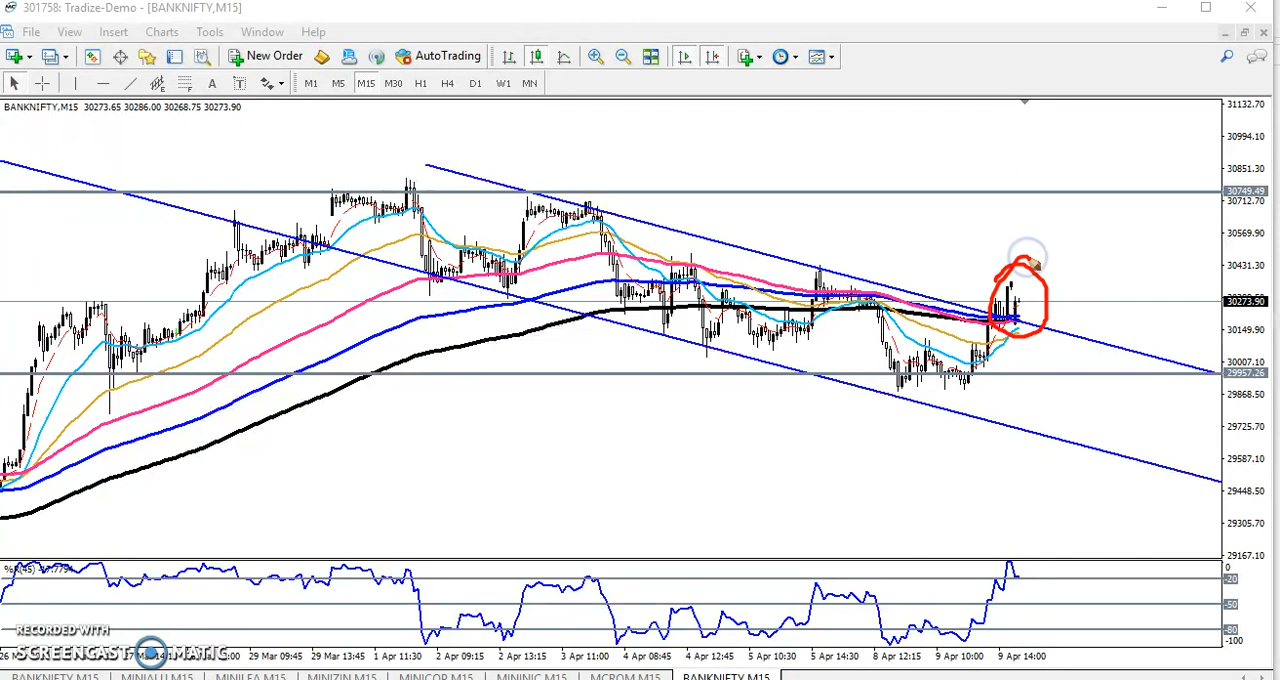 301758: Tradize-Demo - [BANKNIFTY,M15]
File View Insert Charts Tools Window Help
New Order AutoTrading
A T M1 M5 M15 M30 H1 H4 D1 W1 MN
BANKNIFTY,M15 30273.65 30286.00 30268.75 30273.90
31132.70
30994.10
30851.30
30749.49
30712.70
30569.90
30431.30
30273.90
30149.90
30007.10
29957.26
29868.50
29725.70
29587.10
29448.50
29305.70
29167.10
0
-20
-50
-80
-100
RECORDED WITH
SCREENCAST MATIC
29 Mar 09:45 29 Mar 13:45 1 Apr 11:30 2 Apr 09:15 2 Apr 13:15 3 Apr 11:00 4 Apr 08:45 4 Apr 12:45 5 Apr 10:30 5 Apr 14:30 8 Apr 12:15 9 Apr 10:00 9 Apr 14:00
BANKNIFTY,M15 MINIALU,M15 MINILEA,M15 MINIZIN,M15 MINICOP,M15 MININIC,M15 MCROM,M15 BANKNIFTY,M15